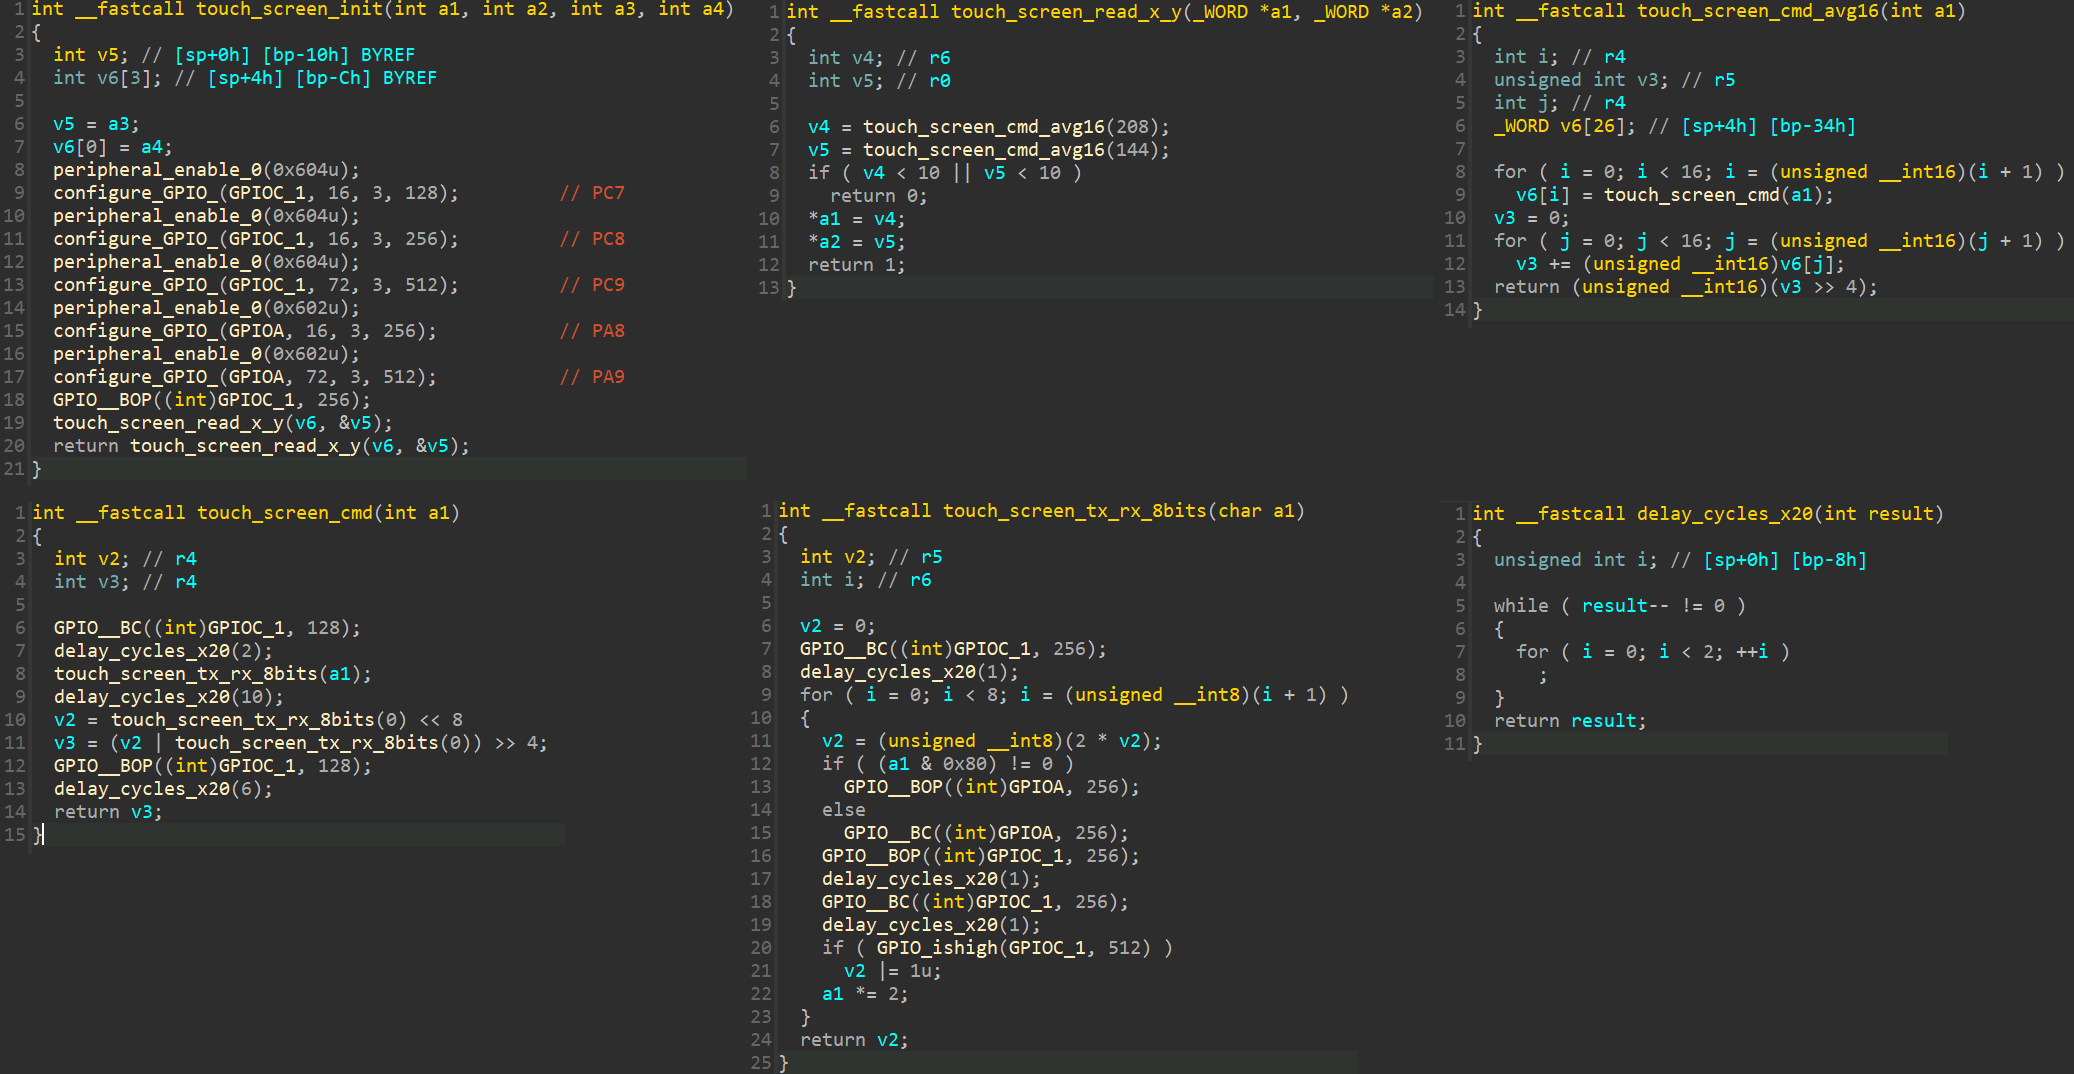 1 int __fastcall touch_screen_init(int a1, int a2, int a3, int a4)
2 {
3   int v5; // [sp+0h] [bp-10h] BYREF
4   int v6[3]; // [sp+4h] [bp-Ch] BYREF
5
6   v5 = a3;
7   v6[0] = a4;
8   peripheral_enable_0(0x604u);
9   configure_GPIO_(GPIOC_1, 16, 3, 128);         // PC7
10   peripheral_enable_0(0x604u);
11   configure_GPIO_(GPIOC_1, 16, 3, 256);         // PC8
12   peripheral_enable_0(0x604u);
13   configure_GPIO_(GPIOC_1, 72, 3, 512);         // PC9
14   peripheral_enable_0(0x602u);
15   configure_GPIO_(GPIOA, 16, 3, 256);           // PA8
16   peripheral_enable_0(0x602u);
17   configure_GPIO_(GPIOA, 72, 3, 512);           // PA9
18   GPIO__BOP((int)GPIOC_1, 256);
19   touch_screen_read_x_y(v6, &v5);
20   return touch_screen_read_x_y(v6, &v5);
21 }
1 int __fastcall touch_screen_read_x_y(_WORD *a1, _WORD *a2)
2 {
3   int v4; // r6
4   int v5; // r0
5
6   v4 = touch_screen_cmd_avg16(208);
7   v5 = touch_screen_cmd_avg16(144);
8   if ( v4 < 10 || v5 < 10 )
9     return 0;
10   *a1 = v4;
11   *a2 = v5;
12   return 1;
13 }
1 int __fastcall touch_screen_cmd_avg16(int a1)
2 {
3   int i; // r4
4   unsigned int v3; // r5
5   int j; // r4
6   _WORD v6[26]; // [sp+4h] [bp-34h]
7
8   for ( i = 0; i < 16; i = (unsigned __int16)(i + 1) )
9     v6[i] = touch_screen_cmd(a1);
10   v3 = 0;
11   for ( j = 0; j < 16; j = (unsigned __int16)(j + 1) )
12     v3 += (unsigned __int16)v6[j];
13   return (unsigned __int16)(v3 >> 4);
14 }
1 int __fastcall touch_screen_cmd(int a1)
2 {
3   int v2; // r4
4   int v3; // r4
5
6   GPIO__BC((int)GPIOC_1, 128);
7   delay_cycles_x20(2);
8   touch_screen_tx_rx_8bits(a1);
9   delay_cycles_x20(10);
10   v2 = touch_screen_tx_rx_8bits(0) << 8
11   v3 = (v2 | touch_screen_tx_rx_8bits(0)) >> 4;
12   GPIO__BOP((int)GPIOC_1, 128);
13   delay_cycles_x20(6);
14   return v3;
15 }
1 int __fastcall touch_screen_tx_rx_8bits(char a1)
2 {
3   int v2; // r5
4   int i; // r6
5
6   v2 = 0;
7   GPIO__BC((int)GPIOC_1, 256);
8   delay_cycles_x20(1);
9   for ( i = 0; i < 8; i = (unsigned __int8)(i + 1) )
10   {
11     v2 = (unsigned __int8)(2 * v2);
12     if ( (a1 & 0x80) != 0 )
13       GPIO__BOP((int)GPIOA, 256);
14     else
15       GPIO__BC((int)GPIOA, 256);
16     GPIO__BOP((int)GPIOC_1, 256);
17     delay_cycles_x20(1);
18     GPIO__BC((int)GPIOC_1, 256);
19     delay_cycles_x20(1);
20     if ( GPIO_ishigh(GPIOC_1, 512) )
21       v2 |= 1u;
22     a1 *= 2;
23   }
24   return v2;
25 }
1 int __fastcall delay_cycles_x20(int result)
2 {
3   unsigned int i; // [sp+0h] [bp-8h]
4
5   while ( result-- != 0 )
6   {
7     for ( i = 0; i < 2; ++i )
8       ;
9   }
10   return result;
11 }